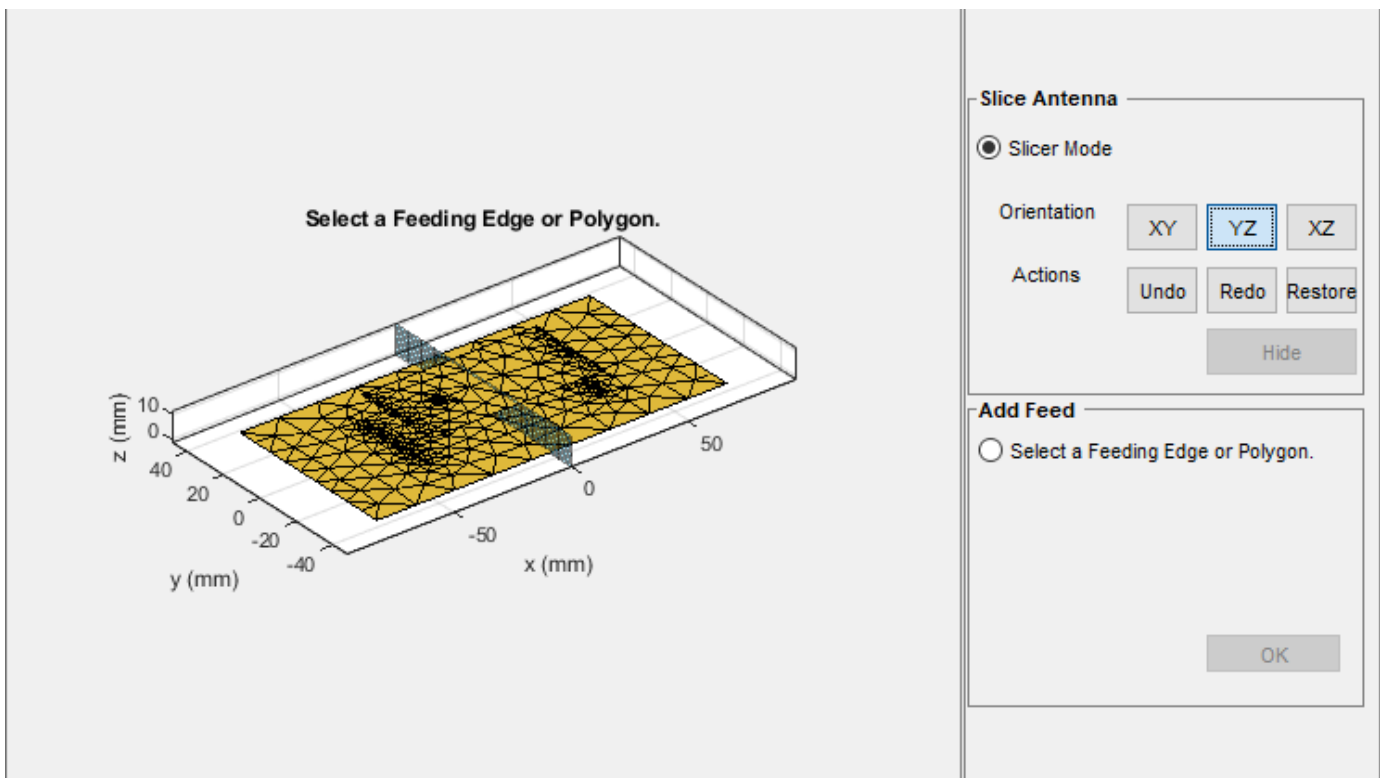 Select a Feeding Edge or Polygon.
z (mm)
10
0
40
20
0
-20
-40
y (mm)
-50
0
50
x (mm)
Slice Antenna
Slicer Mode
Orientation
XY YZ XZ
Actions
Undo Redo Restore
Hide
Add Feed
Select a Feeding Edge or Polygon.
OK